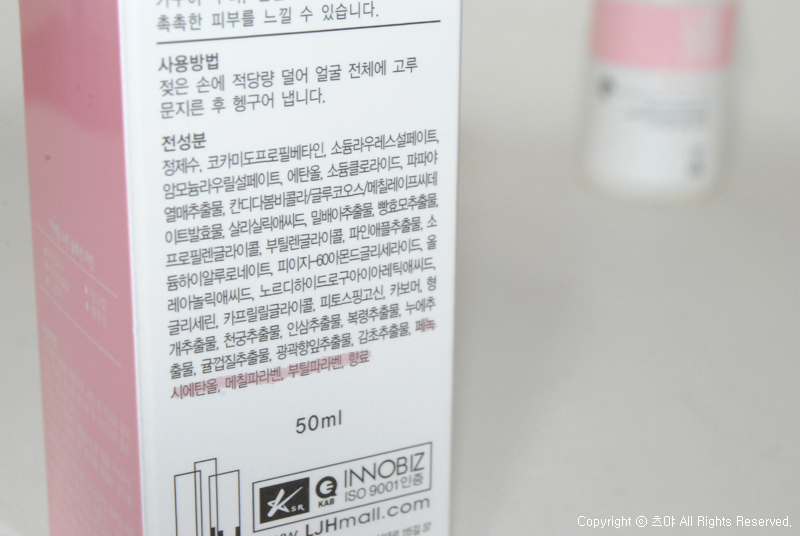 촉촉한 피부를 느낄 수 있습니다.
사용방법
젖은 손에 적당량 덜어 얼굴 전체에 고루
문지른 후 헹구어 냅니다.
전성분
정제수, 코카미도프로필베타인, 소듐라우레스설페이트,
암모늄라우릴설페이트, 에탄올, 소듐클로라이드, 파파야
열매추출물, 칸디다봄비콜라/글루코오스/메칠레이프씨데
이트발효물, 살리실릭애씨드, 밀배아추출물, 빵효모추출물,
프로필렌글라이콜, 부틸렌글라이콜, 파인애플추출물, 소
듐하이알루로네이트, 피이지-60아몬드글리세라이드, 올
레아놀릭애씨드, 노르디하이드로구아이아레틱애씨드,
글리세린, 카프릴릴글라이콜, 피토스핑고신, 카보머, 형
개추출물, 천궁추출물, 인삼추출물, 복령추출물, 누에추
출물, 귤껍질추출물, 광곽향잎추출물, 감초추출물, 페녹
시에탄올, 메칠파라벤, 부틸파라벤, 향료
50ml
SR
KAB
INNOBIZ
ISO 9001인증
LJHmall.com
Copyright ⓒ 츠야 All Rights Reserved.